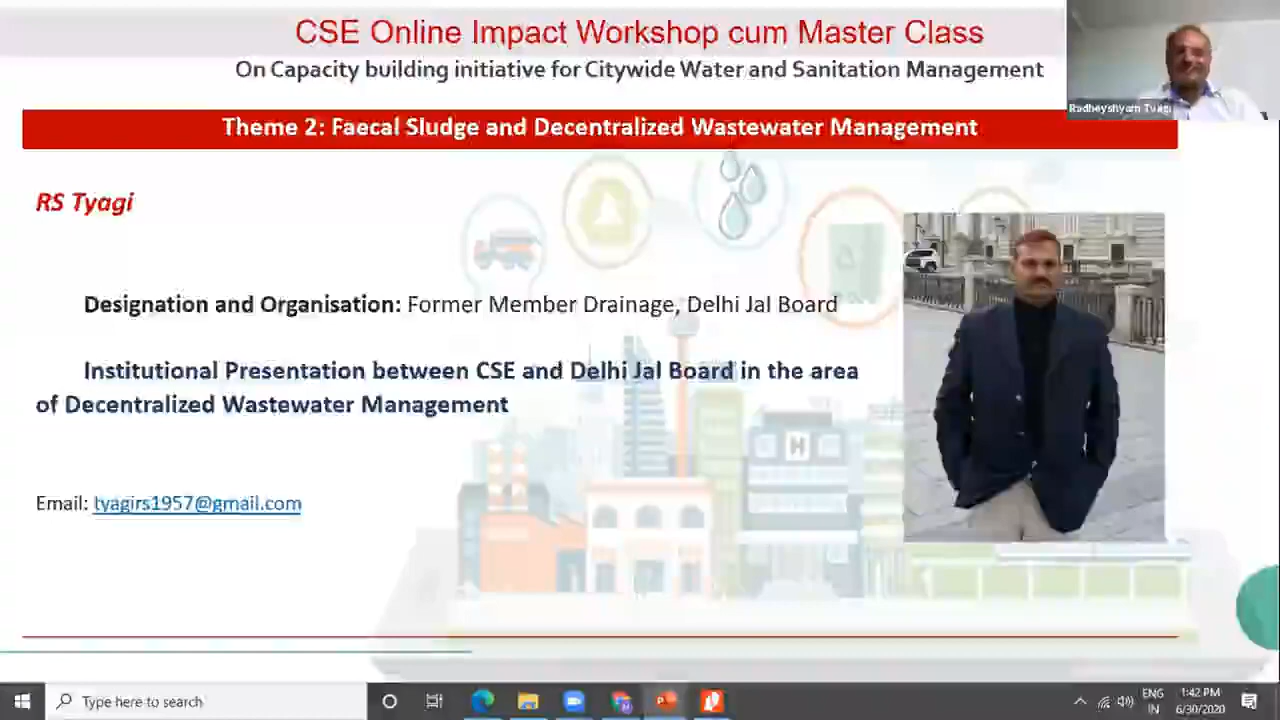 CSE Online Impact Workshop cum Master Class
On Capacity building initiative for Citywide Water and Sanitation Management
Radheyshyam Tyagi
Theme 2: Faecal Sludge and Decentralized Wastewater Management
RS Tyagi
Designation and Organisation: Former Member Drainage, Delhi Jal Board
Institutional Presentation between CSE and Delhi Jal Board in the area
of Decentralized Wastewater Management
Email: tyagirs1957@gmail.com
H
Type here to search
ENG
IN
1:42 PM
6/30/2020